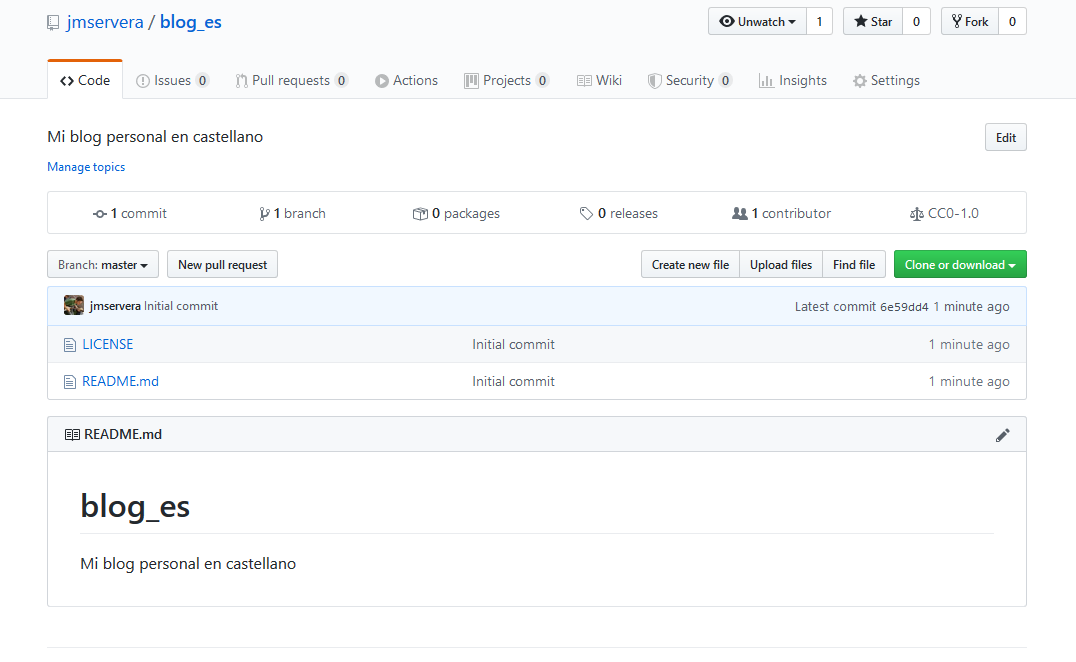 jmservera / blog_es Unwatch 1 Star 0 Fork 0
Code Issues 0 Pull requests 0 Actions Projects 0 Wiki Security 0 Insights Settings
Mi blog personal en castellano Edit
Manage topics
1 commit 1 branch 0 packages 0 releases 1 contributor CC0-1.0
Branch: master New pull request Create new file Upload files Find file Clone or download
jmservera Initial commit Latest commit 6e59dd4 1 minute ago
LICENSE Initial commit 1 minute ago
README.md Initial commit 1 minute ago
README.md
blog_es
Mi blog personal en castellano